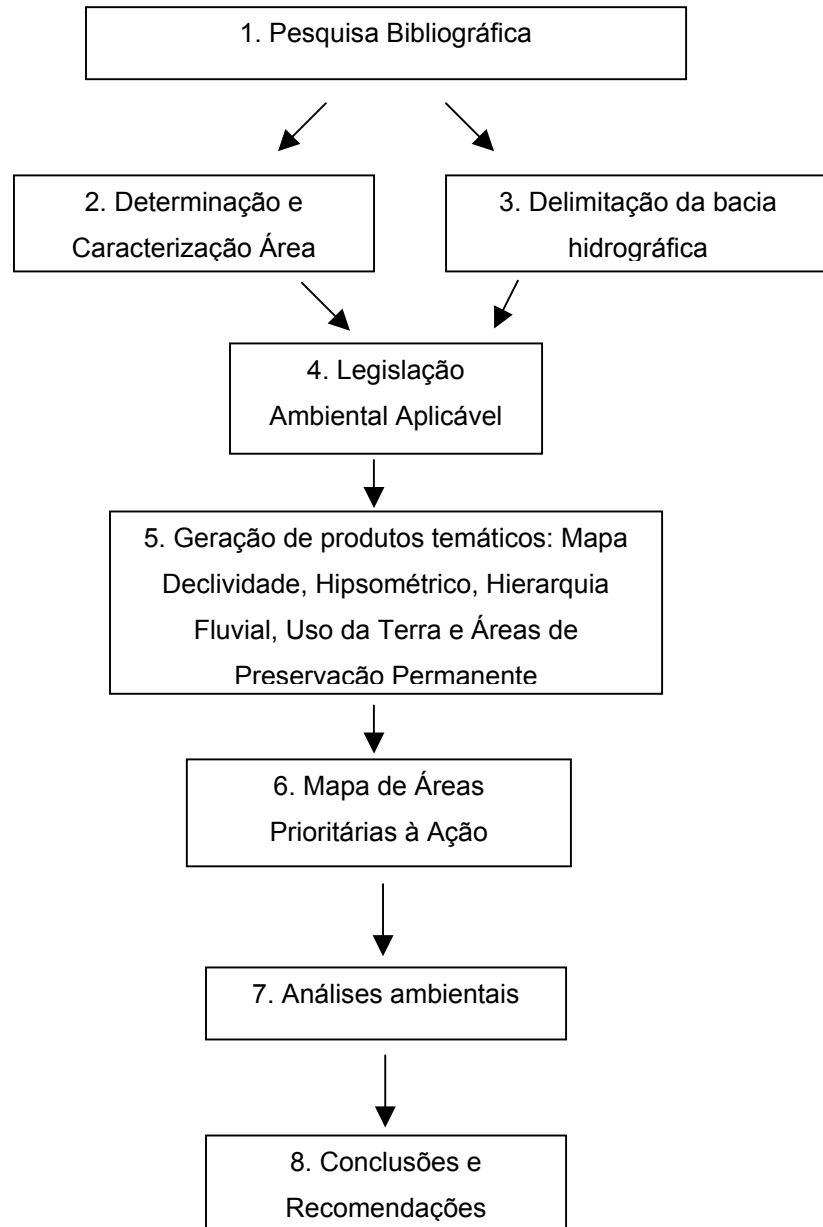 1. Pesquisa Bibliográfica
2. Determinação e
Caracterização Área
3. Delimitação da bacia
hidrográfica
4. Legislação
Ambiental Aplicável
5. Geração de produtos temáticos: Mapa
Declividade, Hipsométrico, Hierarquia
Fluvial, Uso da Terra e Áreas de
Preservação Permanente
6. Mapa de Áreas
Prioritárias à Ação
7. Análises ambientais
8. Conclusões e
Recomendações